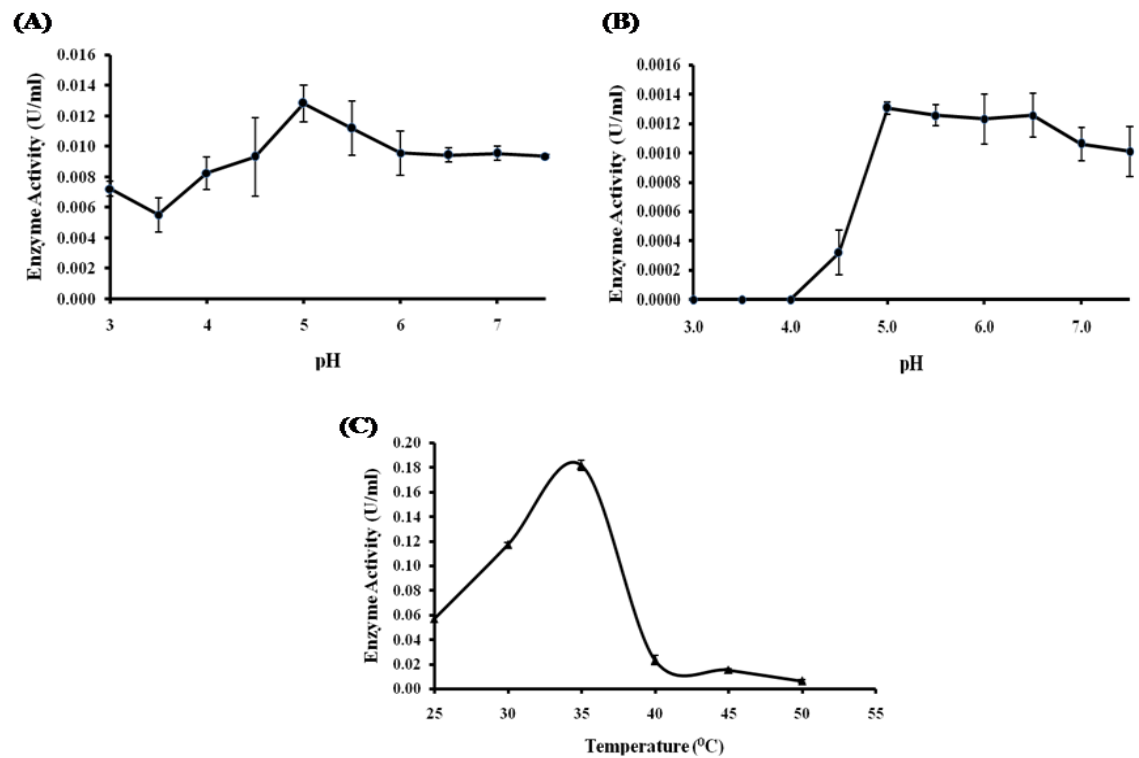 (A)
Enzyme Activity (U/ml)
0.016
0.014
0.012
0.010
0.008
0.006
0.004
0.002
0.000
3 4 5 6 7
pH
(B)
Enzyme Activity (U/ml)
0.0016
0.0014
0.0012
0.0010
0.0008
0.0006
0.0004
0.0002
0.0000
3.0 4.0 5.0 6.0 7.0
pH
(C)
Enzyme Activity (U/ml)
0.20
0.18
0.16
0.14
0.12
0.10
0.08
0.06
0.04
0.02
0.00
25 30 35 40 45 50 55
Temperature (⁰C)